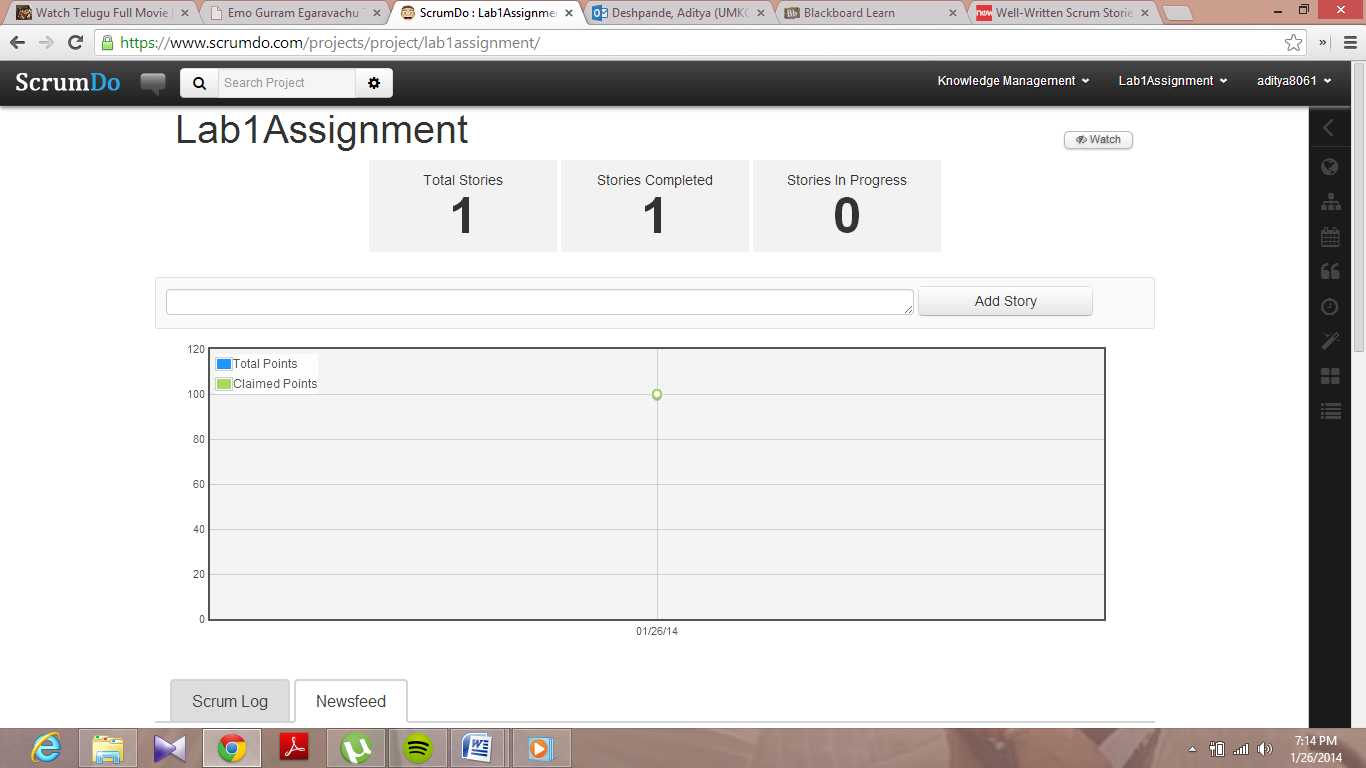 Watch Telugu Full Movie
Emo Gurram Egaravachu
ScrumDo : Lab1Assignme
Deshpande, Aditya (UMKC
Blackboard Learn
Well-Written Scrum Storie
https://www.scrumdo.com/projects/project/lab1assignment/
ScrumDo
Search Project
Knowledge Management
Lab1Assignment
aditya8061
Lab1Assignment
Watch
Total Stories
1
Stories Completed
1
Stories In Progress
0
Add Story
120
Total Points
Claimed Points
100
80
60
40
20
0
01/26/14
Scrum Log
Newsfeed
7:14 PM
1/26/2014